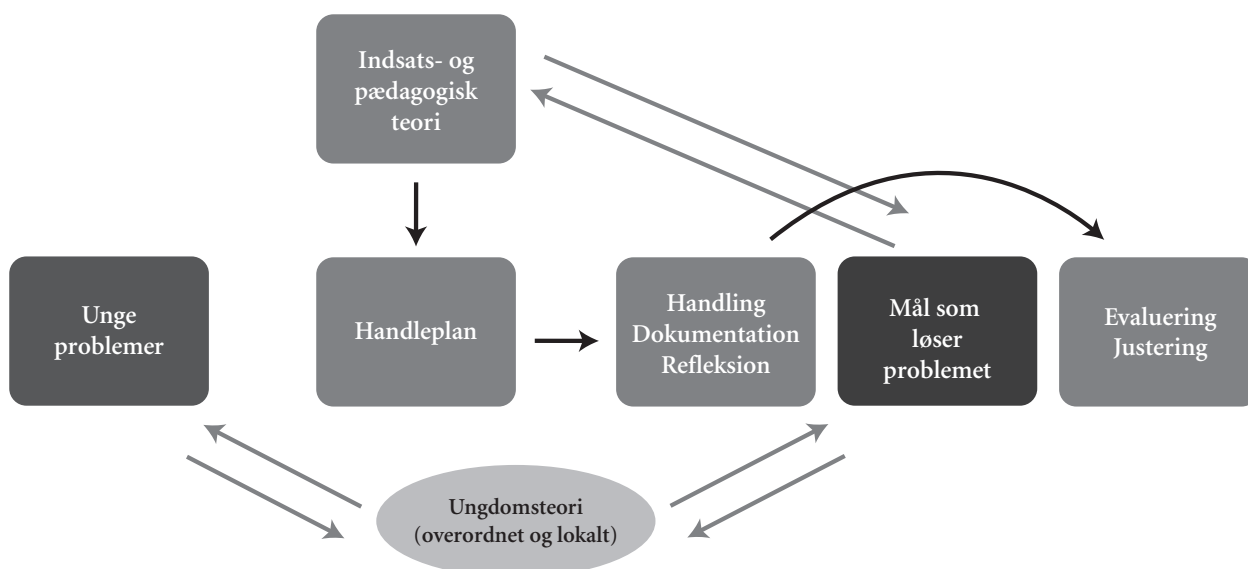 Indsats- og
pædagogisk
teori
Unge
problemer
Handleplan
Handling
Dokumentation
Refleksion
Mål som
løser
problemet
Evaluering
Justering
Ungdomsteori
(overordnet og lokalt)